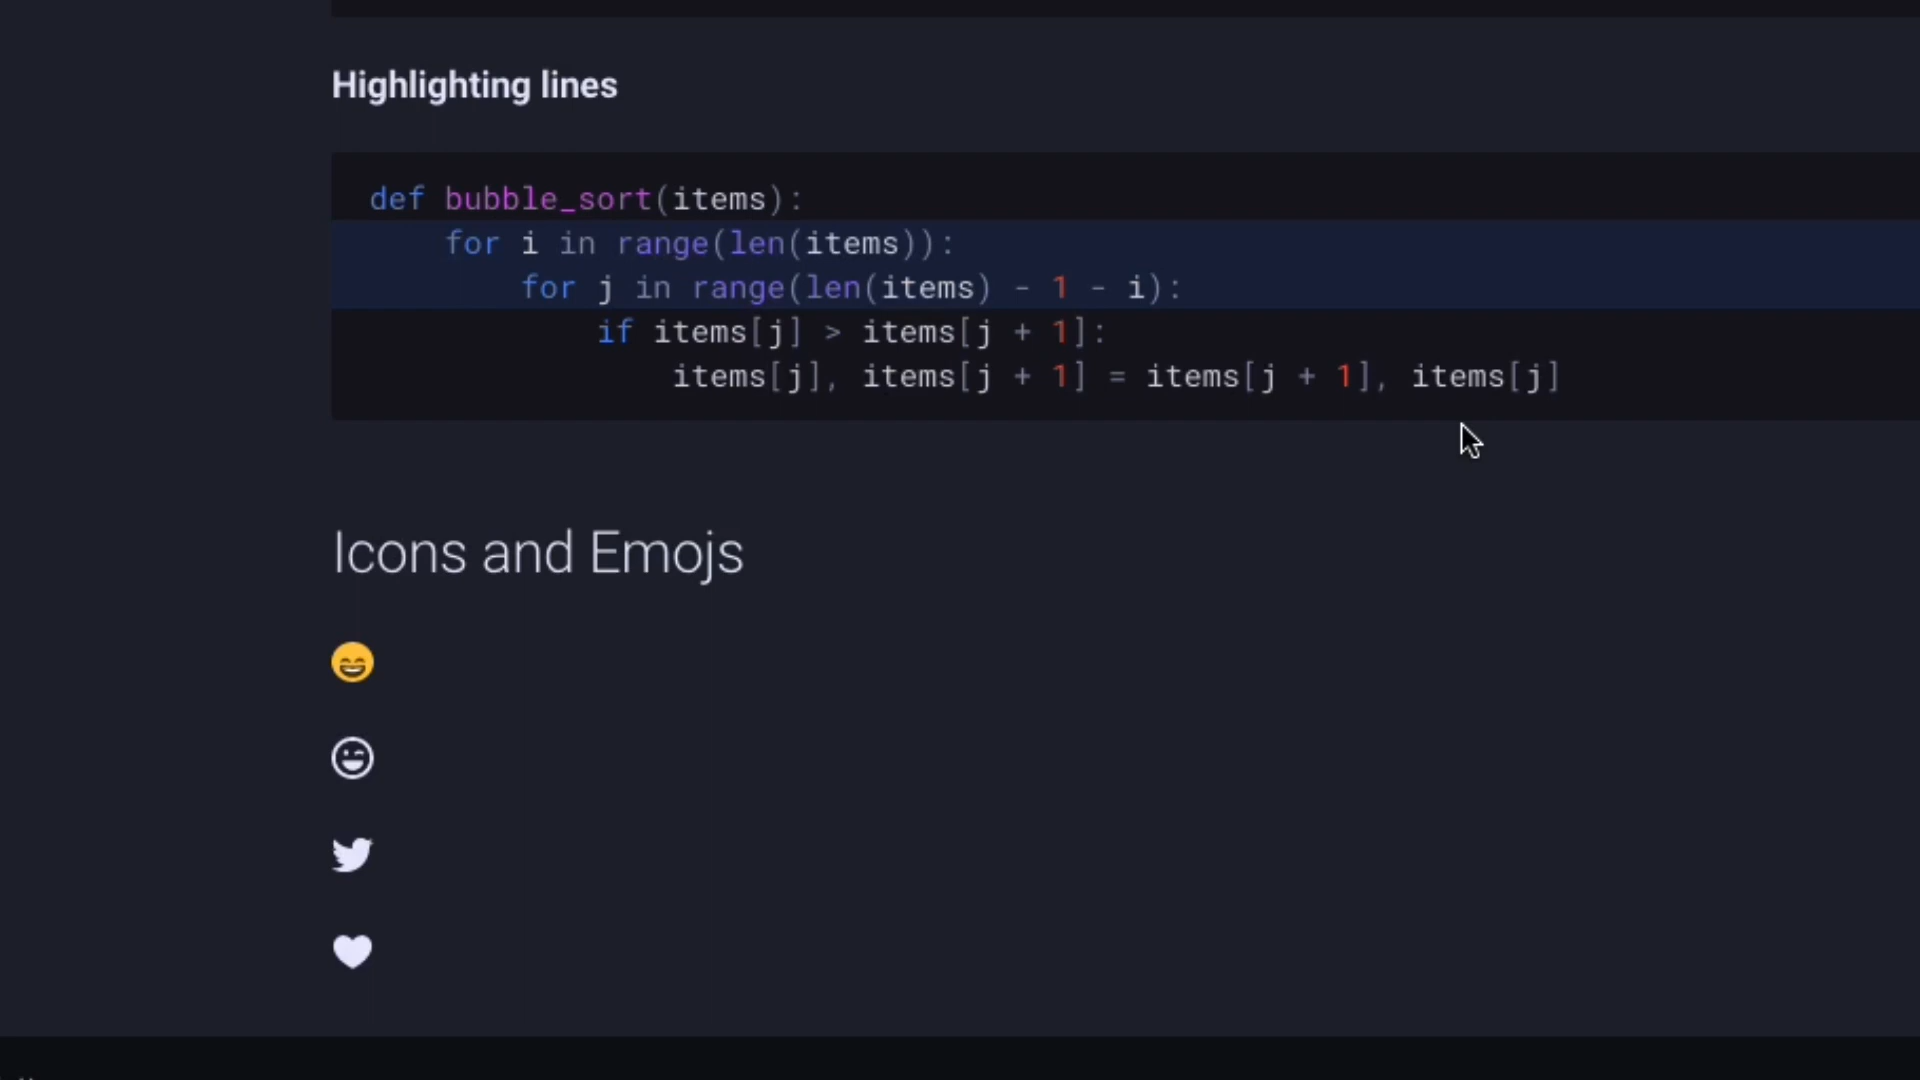 Highlighting lines
def bubble_sort(items):
    for i in range(len(items)):
        for j in range(len(items) - 1 - i):
            if items[j] > items[j + 1]:
                items[j], items[j + 1] = items[j + 1], items[j]
Icons and Emojs